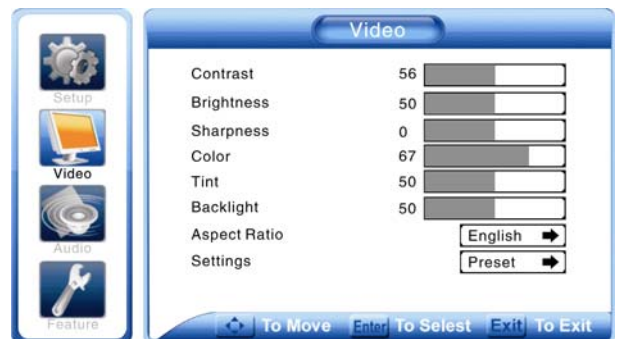 Setup
Video
Audio
Feature
Video
Contrast 56
Brightness 50
Sharpness 0
Color 67
Tint 50
Backlight 50
Aspect Ratio English
Settings Preset
To Move Enter To Selest Exit To Exit